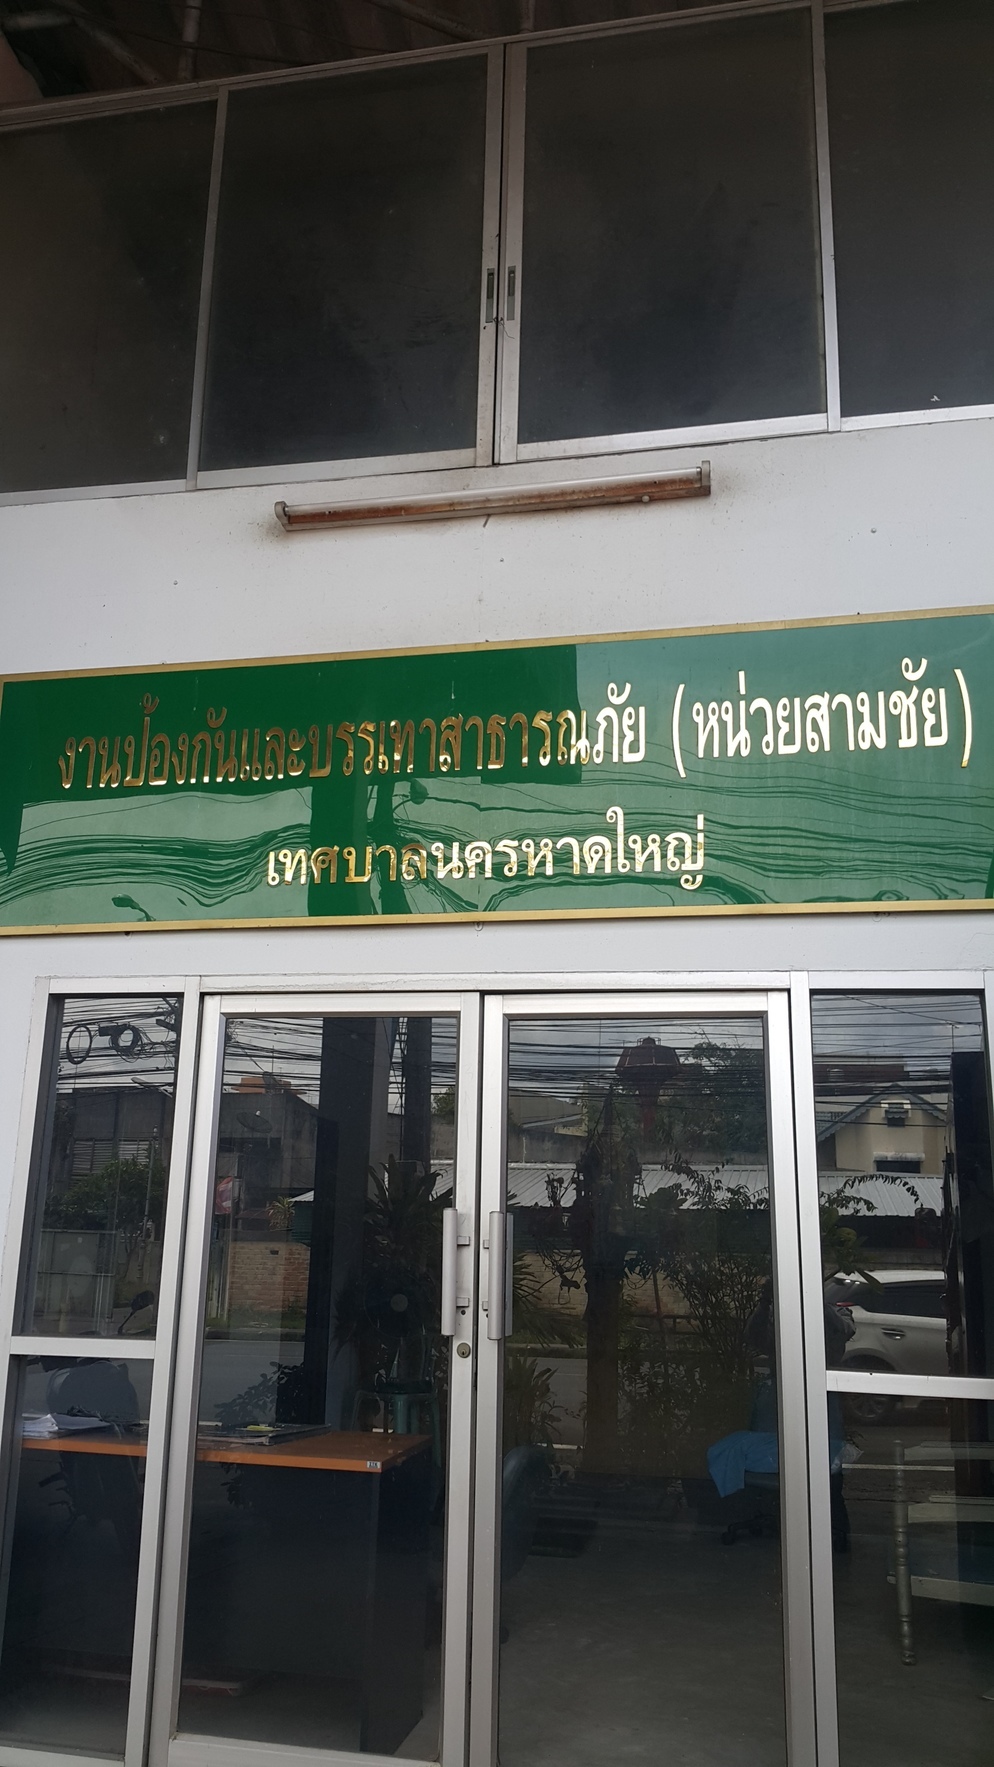 งานป้องกันและบรรเทาสาธารณภัย (หน่วยสามชัย)
เทศบาลนครหาดใหญ่